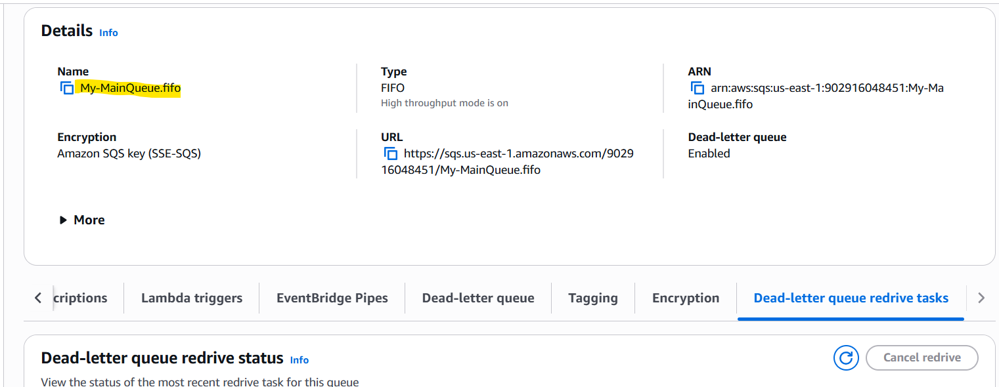 Details Info
Name
My-MainQueue.fifo
Type
FIFO
High throughput mode is on
ARN
arn:aws:sqs:us-east-1:902916048451:My-Ma
inQueue.fifo
Encryption
Amazon SQS key (SSE-SQS)
URL
https://sqs.us-east-1.amazonaws.com/9029
16048451/My-MainQueue.fifo
Dead-letter queue
Enabled
More
criptions Lambda triggers EventBridge Pipes Dead-letter queue Tagging Encryption Dead-letter queue redrive tasks
Dead-letter queue redrive status Info
Cancel redrive
View the status of the most recent redrive task for this queue